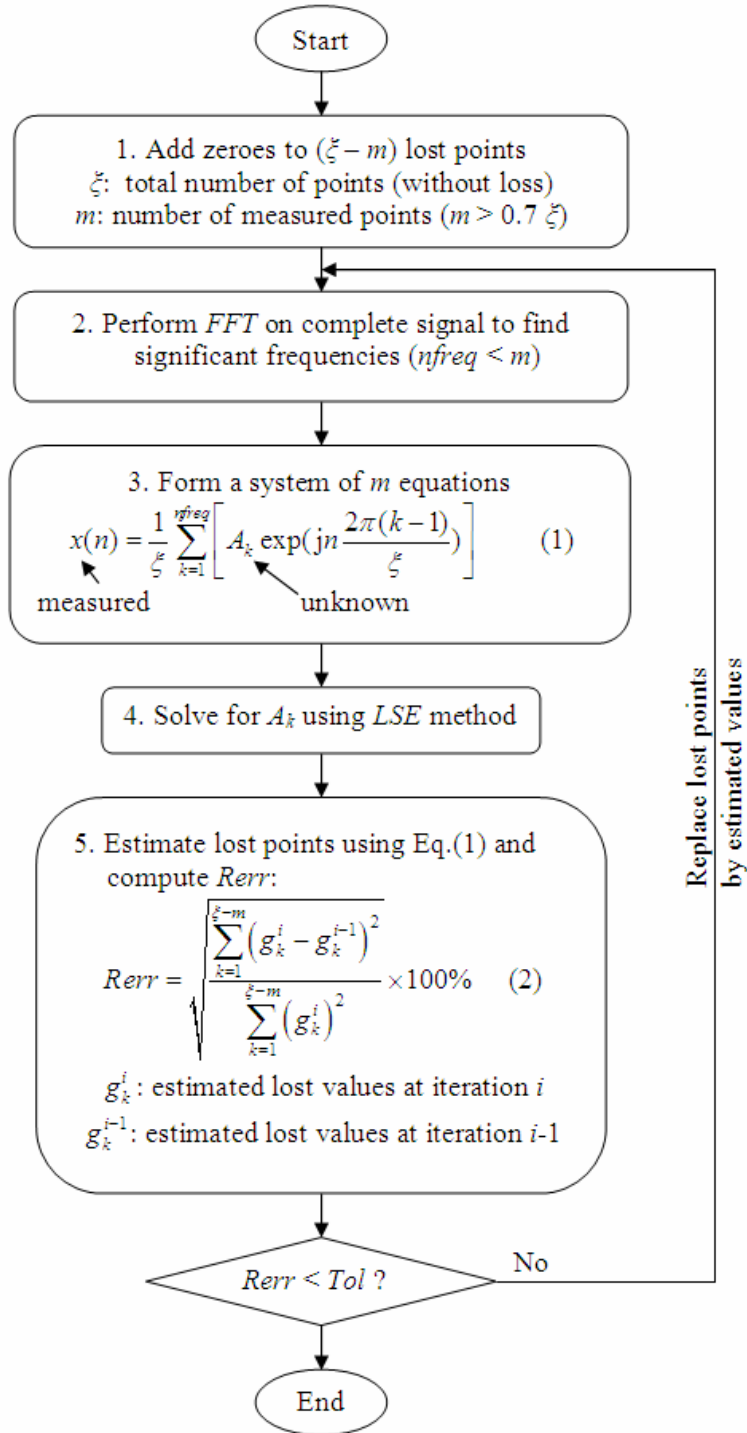 Start
1. Add zeroes to (ξ – m) lost points
ξ: total number of points (without loss)
m: number of measured points (m > 0.7 ξ)
2. Perform FFT on complete signal to find
significant frequencies (nfreq < m)
3. Form a system of m equations
x(n) = 1/ξ ∑_{k=1}^{nfreq} [ A_k exp(jn 2π(k−1)/ξ) ] (1)
measured unknown
4. Solve for A_k using LSE method
5. Estimate lost points using Eq.(1) and
compute Rerr:
Rerr = √( ∑_{k=1}^{ξ−m} (g_k^i − g_k^{i−1})^2 / ∑_{k=1}^{ξ−m} (g_k^i)^2 ) ×100% (2)
g_k^i : estimated lost values at iteration i
g_k^{i−1} : estimated lost values at iteration i-1
Rerr < Tol ?
No
Replace lost points
by estimated values
End